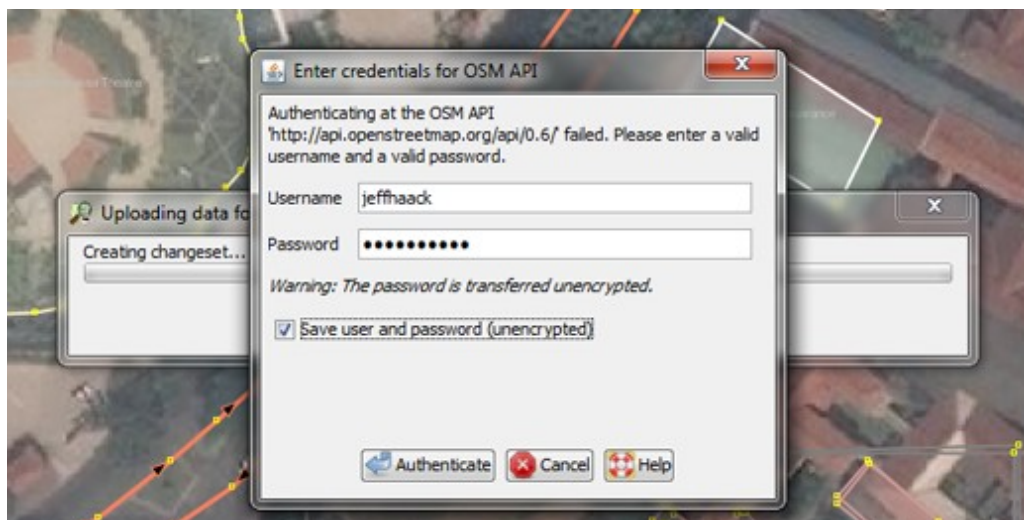 Enter credentials for OSM API
Authenticating at the OSM API
'http://api.openstreetmap.org/api/0.6/' failed. Please enter a valid
username and a valid password.
Username jeffhaack
Password ●●●●●●●●●●
Warning: The password is transferred unencrypted.
Save user and password (unencrypted)
Authenticate Cancel Help
Uploading data fo
Creating changeset...